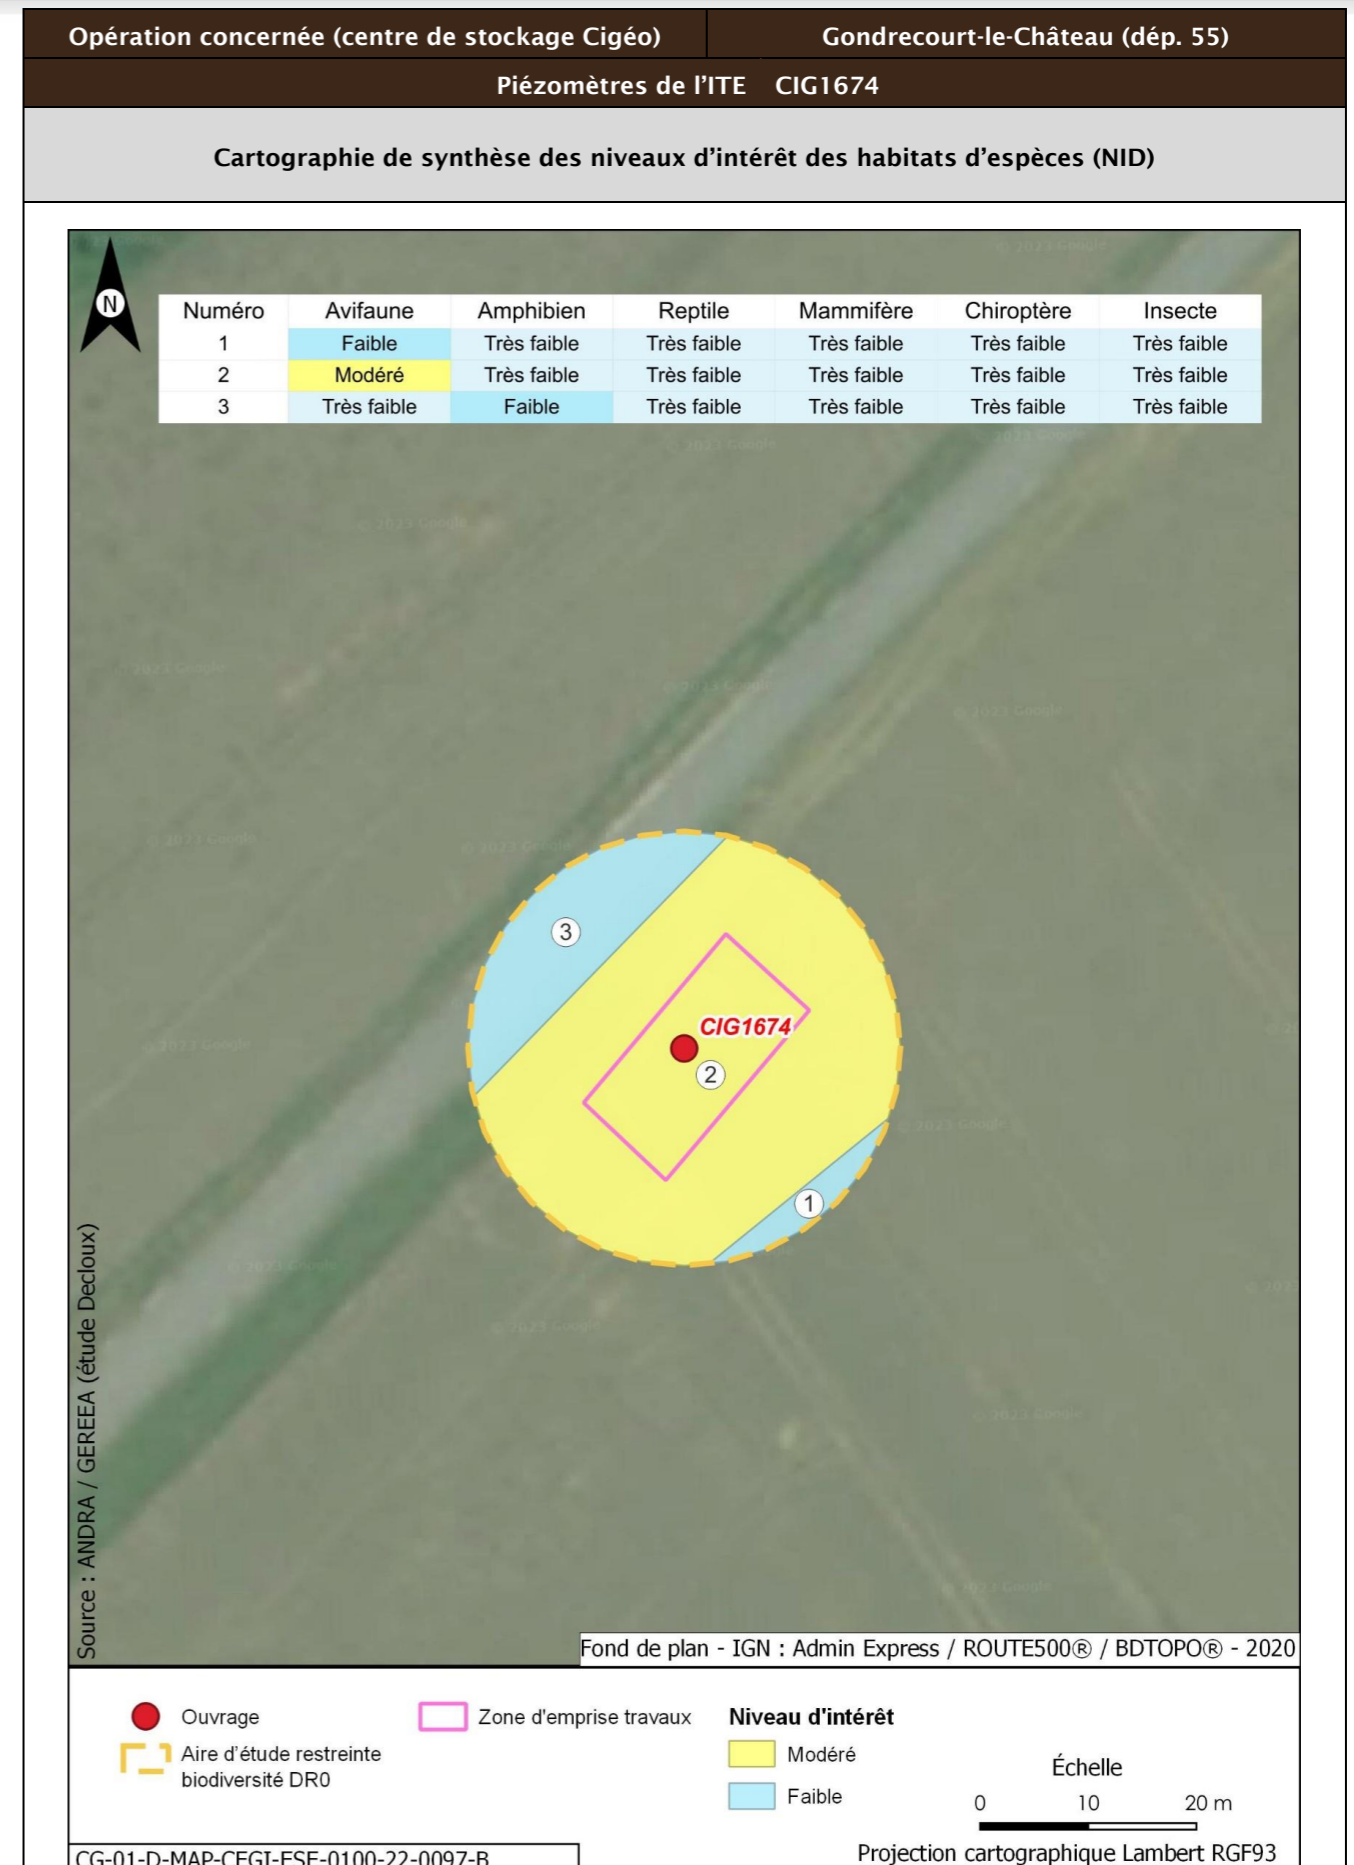 Opération concernée (centre de stockage Cigéo) Gondrecourt-le-Château (dép. 55)
Piézomètres de l'ITE CIG1674
Cartographie de synthèse des niveaux d'intérêt des habitats d'espèces (NID)
N
Numéro Avifaune Amphibien Reptile Mammifère Chiroptère Insecte
1 Faible Très faible Très faible Très faible Très faible Très faible
2 Modéré Très faible Très faible Très faible Très faible Très faible
3 Très faible Faible Très faible Très faible Très faible Très faible
© 2023 Google
3
CIG1674
2
1
Source : ANDRA / GEREEA (étude Decloux)
Fond de plan - IGN : Admin Express / ROUTE500® / BDTOPO® - 2020
Ouvrage
Aire d'étude restreinte
biodiversité DR0
Zone d'emprise travaux
Niveau d'intérêt
Modéré
Faible
Échelle
0 10 20 m
Projection cartographique Lambert RGF93
CG-01-D-MAP-CEGI-ESE-0100-22-0097-B